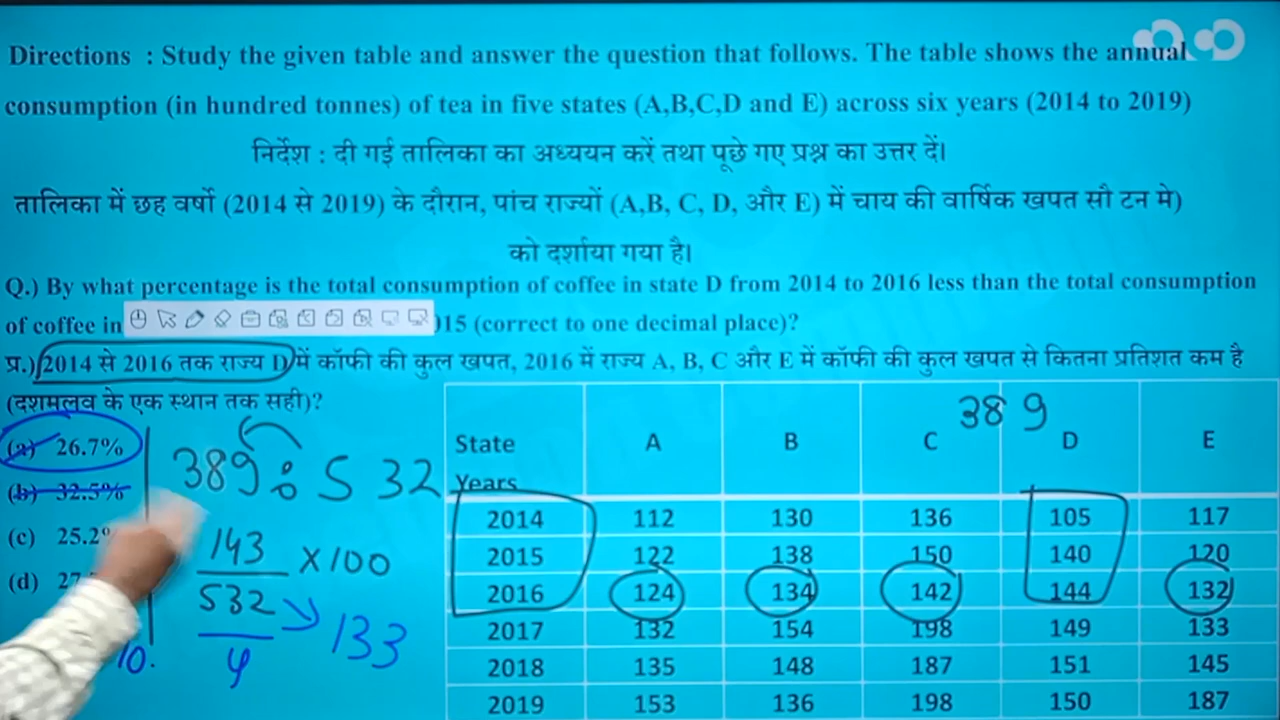 Directions : Study the given table and answer the question that follows. The table shows the annual
consumption (in hundred tonnes) of tea in five states (A,B,C,D and E) across six years (2014 to 2019)
निर्देश : दी गई तालिका का अध्ययन करें तथा पूछे गए प्रश्न का उत्तर दें।
तालिका में छह वर्षो (2014 से 2019) के दौरान, पांच राज्यों (A,B, C, D, और E) में चाय की वार्षिक खपत सौ टन मे)
को दर्शाया गया है।
Q.) By what percentage is the total consumption of coffee in state D from 2014 to 2016 less than the total consumption
of coffee in 015 (correct to one decimal place)?
प्र.) 2014 से 2016 तक राज्य D में कॉफी की कुल खपत, 2016 में राज्य A, B, C और E में कॉफी की कुल खपत से कितना प्रतिशत कम है
(दशमलव के एक स्थान तक सही)?
(a) 26.7%
(b) 32.5%
(c) 25.2
(d) 27
389 : 532
143
532
× 100
4
133
10.
389
State A B C D E
Years
2014 112 130 136 105 117
2015 122 138 150 140 120
2016 124 134 142 144 132
2017 132 154 198 149 133
2018 135 148 187 151 145
2019 153 136 198 150 187